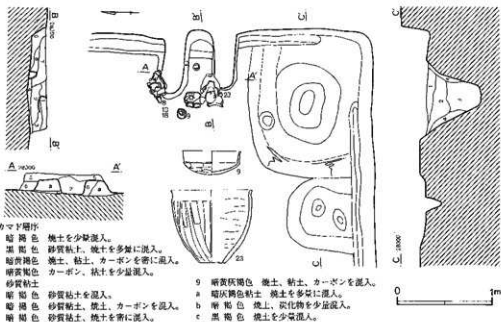 B
B'
C'
C
A
A'
B
B'
23
9
A
A'
9
23
C
C'
カマド層序
暗褐色 焼土を少量混入。
黒褐色 砂質粘土、焼土を多量に混入。
暗黄褐色 焼土、粘土、カーボンを密に混入。
暗黄褐色 カーボン、粘土を少量混入。
砂質粘土
暗褐色 砂質粘土を混入。
暗褐色 砂質粘土、焼土、カーボンを混入。
暗褐色 砂質粘土、焼土を密に混入。
9 暗黄灰褐色 焼土、粘土、カーボンを混入。
a 暗灰褐色粘土 焼土を多量に混入。
b 暗褐色 焼土、炭化物を少量混入。
c 黒褐色 焼土を少量混入。
0 1m